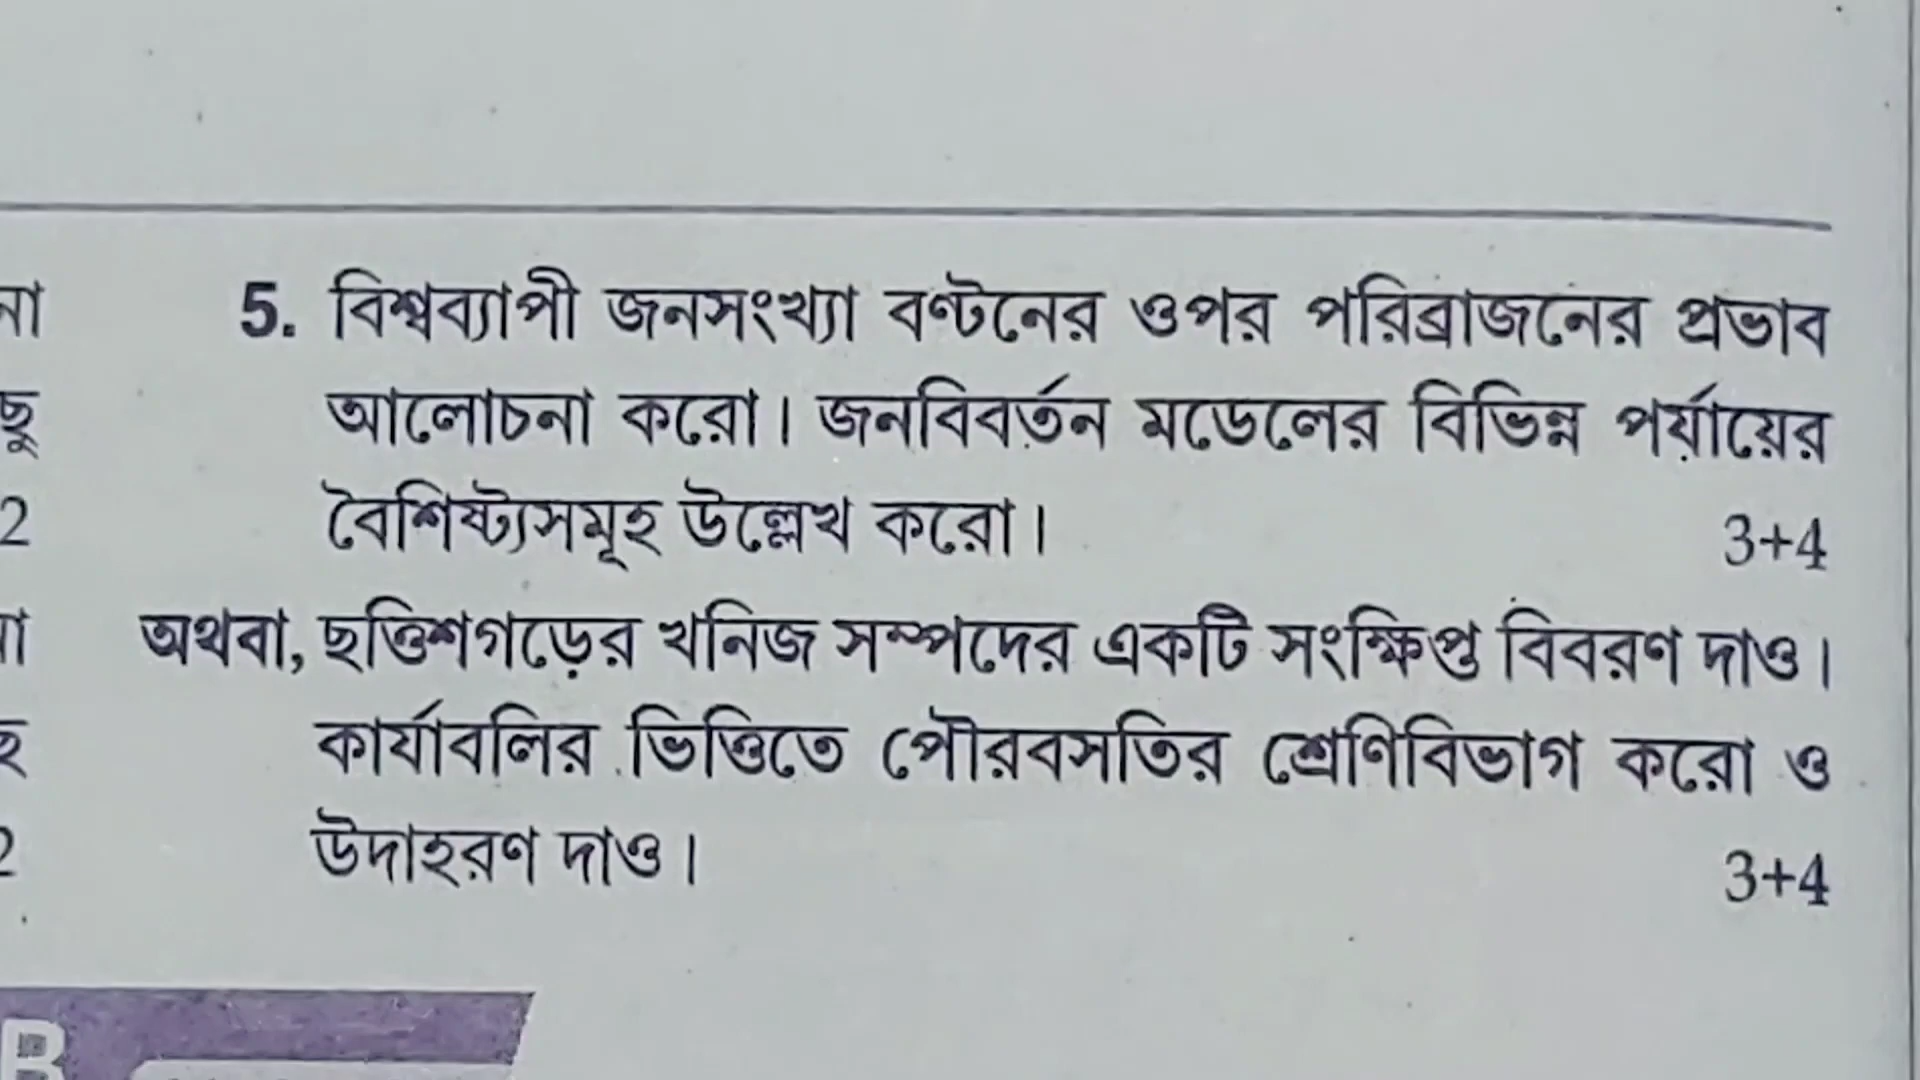 5. বিশ্বব্যাপী জনসংখ্যা বণ্টনের ওপর পরিব্রাজনের প্রভাব
আলোচনা করো। জনবিবর্তন মডেলের বিভিন্ন পর্যায়ের
বৈশিষ্ট্যসমূহ উল্লেখ করো। 3+4
2
অথবা, ছত্তিশগড়ের খনিজ সম্পদের একটি সংক্ষিপ্ত বিবরণ দাও।
কার্যাবলির ভিত্তিতে পৌরবসতির শ্রেণিবিভাগ করো ও
উদাহরণ দাও। 3+4
B